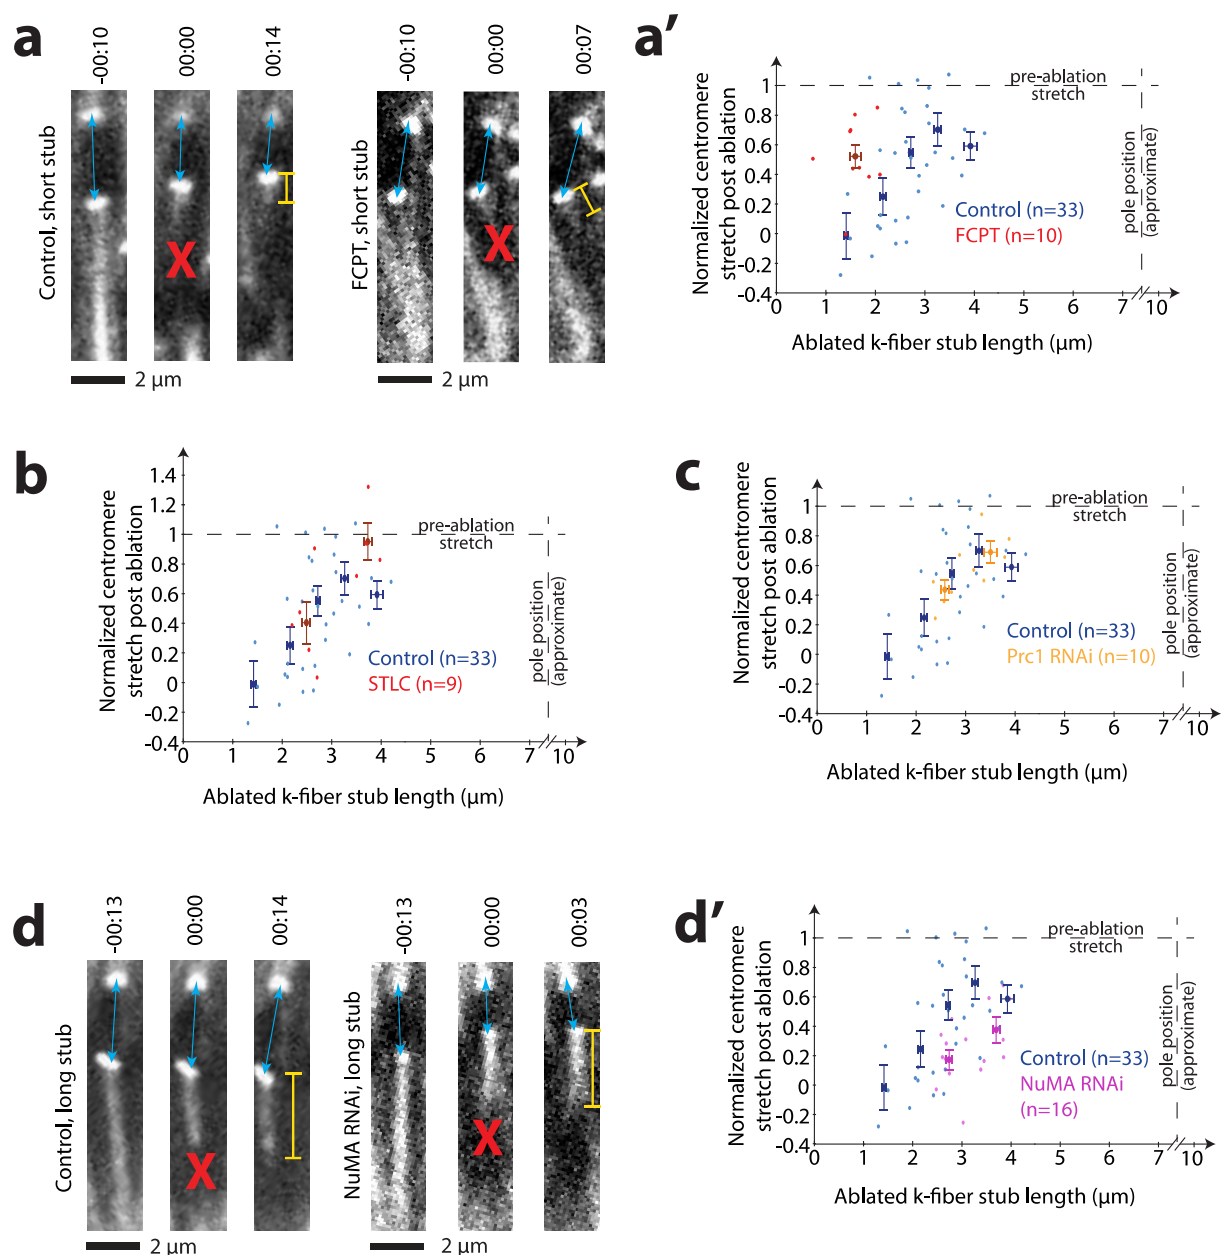 a
-00:10
00:00
00:14
-00:10
00:00
00:07
Control, short stub
FCPT, short stub
X
X
2 µm
2 µm
a′
Normalized centromere
stretch post ablation
1
0.8
0.6
0.4
0.2
0
-0.2
-0.4
pre-ablation
stretch
Control (n=33)
FCPT (n=10)
pole position
(approximate)
0 1 2 3 4 5 6 7 10
Ablated k-fiber stub length (µm)
b
Normalized centromere
stretch post ablation
1.4
1.2
1
0.8
0.6
0.4
0.2
0
-0.2
-0.4
pre-ablation
stretch
Control (n=33)
STLC (n=9)
pole position
(approximate)
0 1 2 3 4 5 6 7 10
Ablated k-fiber stub length (µm)
c
Normalized centromere
stretch post ablation
1
0.8
0.6
0.4
0.2
0
-0.2
-0.4
pre-ablation
stretch
Control (n=33)
Prc1 RNAi (n=10)
pole position
(approximate)
0 1 2 3 4 5 6 7 10
Ablated k-fiber stub length (µm)
d
-00:13
00:00
00:14
-00:13
00:00
00:03
Control, long stub
NuMA RNAi, long stub
X
X
2 µm
2 µm
d′
Normalized centromere
stretch post ablation
1
0.8
0.6
0.4
0.2
0
-0.2
-0.4
pre-ablation
stretch
Control (n=33)
NuMA RNAi
(n=16)
pole position
(approximate)
0 1 2 3 4 5 6 7 10
Ablated k-fiber stub length (µm)